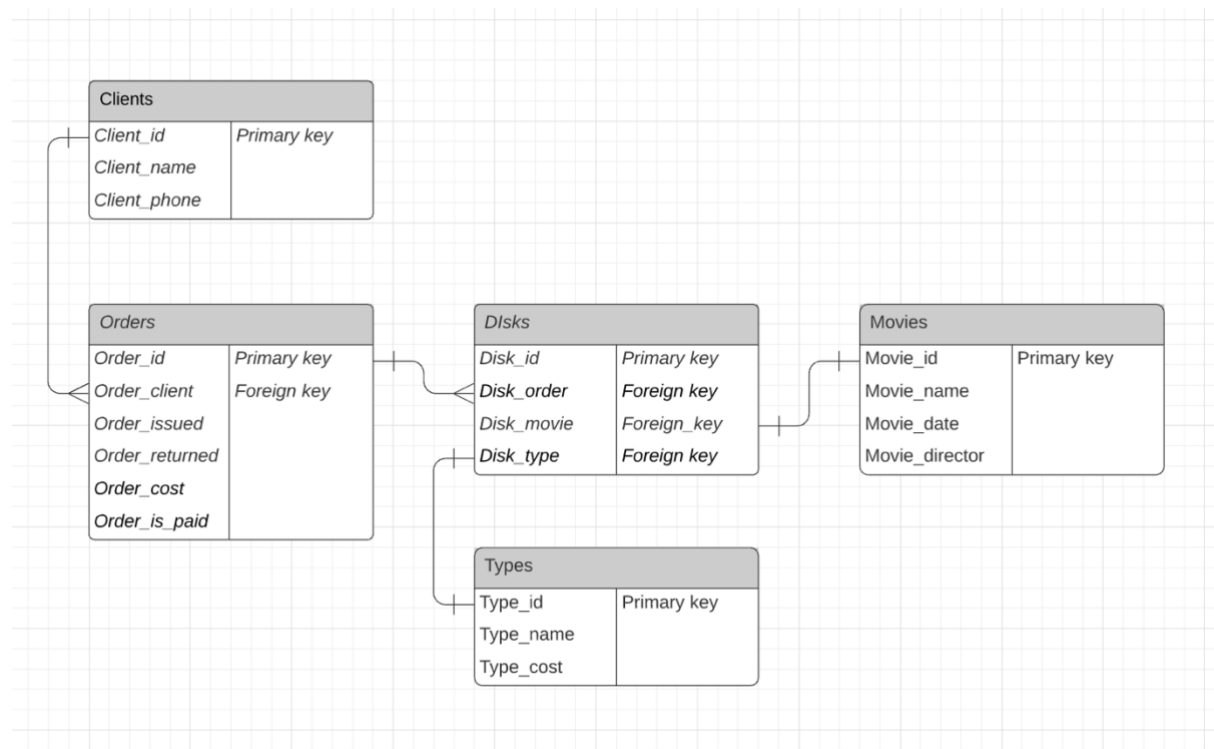 Clients
Client_id Primary key
Client_name
Client_phone
Orders
Order_id Primary key
Order_client Foreign key
Order_issued
Order_returned
Order_cost
Order_is_paid
DIsks
Disk_id Primary key
Disk_order Foreign key
Disk_movie Foreign_key
Disk_type Foreign key
Movies
Movie_id Primary key
Movie_name
Movie_date
Movie_director
Types
Type_id Primary key
Type_name
Type_cost